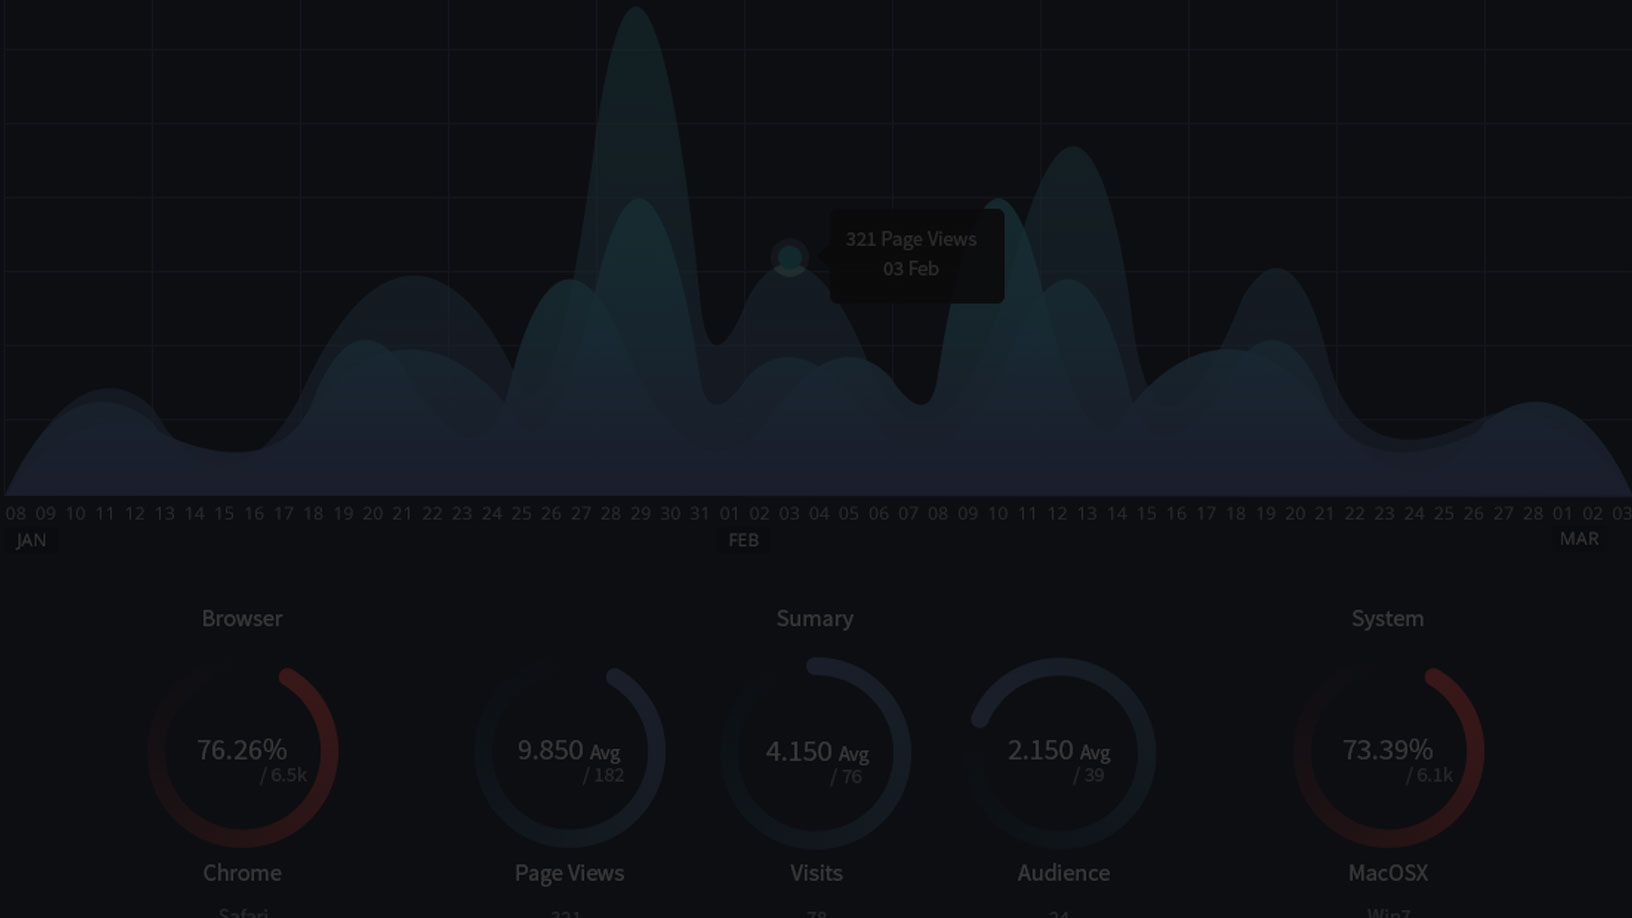 321 Page Views
03 Feb
08 09 10 11 12 13 14 15 16 17 18 19 20 21 22 23 24 25 26 27 28 29 30 31 01 02 03 04 05 06 07 08 09 10 11 12 13 14 15 16 17 18 19 20 21 22 23 24 25 26 27 28 01 02 03
JAN FEB MAR
Browser Sumary System
76.26% 9.850 Avg 4.150 Avg 2.150 Avg 73.39%
/ 6.5k / 182 / 76 / 39 / 6.1k
Chrome Page Views Visits Audience MacOSX
Safari 321 78 34 Win7